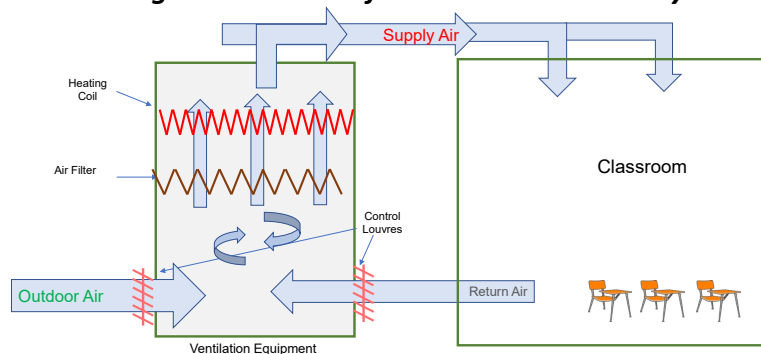 Supply Air
Heating
Coil
Classroom
Air Filter
Control
Louvres
Outdoor Air
Return Air
Ventilation Equipment